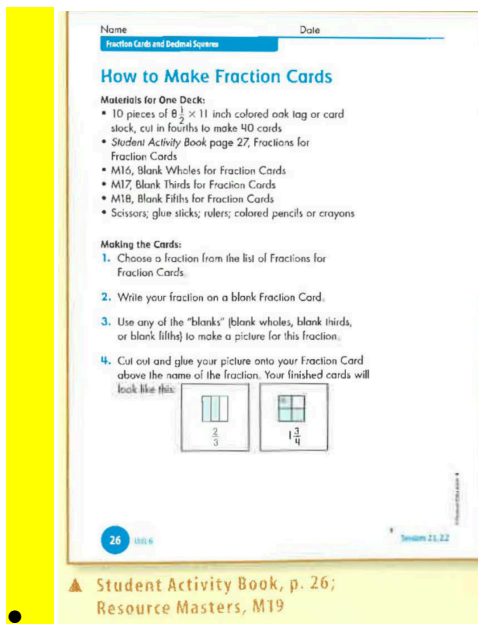 Name Date
Fraction Cards and Decimal Squares
How to Make Fraction Cards
Materials for One Deck:
• 10 pieces of 8 1/2 × 11 inch colored oak tag or card
stock, cut in fourths to make 40 cards
• Student Activity Book page 27, Fractions for
Fraction Cards
• M16, Blank Wholes for Fraction Cards
• M17, Blank Thirds for Fraction Cards
• M18, Blank Fifths for Fraction Cards
• Scissors; glue sticks; rulers; colored pencils or crayons
Making the Cards:
1. Choose a fraction from the list of Fractions for
Fraction Cards.
2. Write your fraction on a blank Fraction Card.
3. Use any of the "blanks" (blank wholes, blank thirds,
or blank fifths) to make a picture for this fraction.
4. Cut out and glue your picture onto your Fraction Card
above the name of the fraction. Your finished cards will
look like this:
2/3 1 3/4
26 Unit 6 Sessions 2.1, 2.2
▲ Student Activity Book, p. 26;
Resource Masters, M19